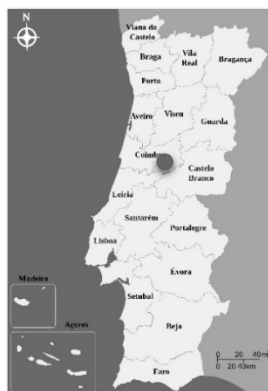 N
Viana do
Castelo
Braga
Vila
Real
Bragança
Porto
Aveiro
Viseu
Guarda
Coimb
Castelo
Branco
Leiria
Santarém
Portalegre
Lisboa
Évora
Setubal
Beja
Faro
Madeira
Açores
0 20 40mi
0 20 40km